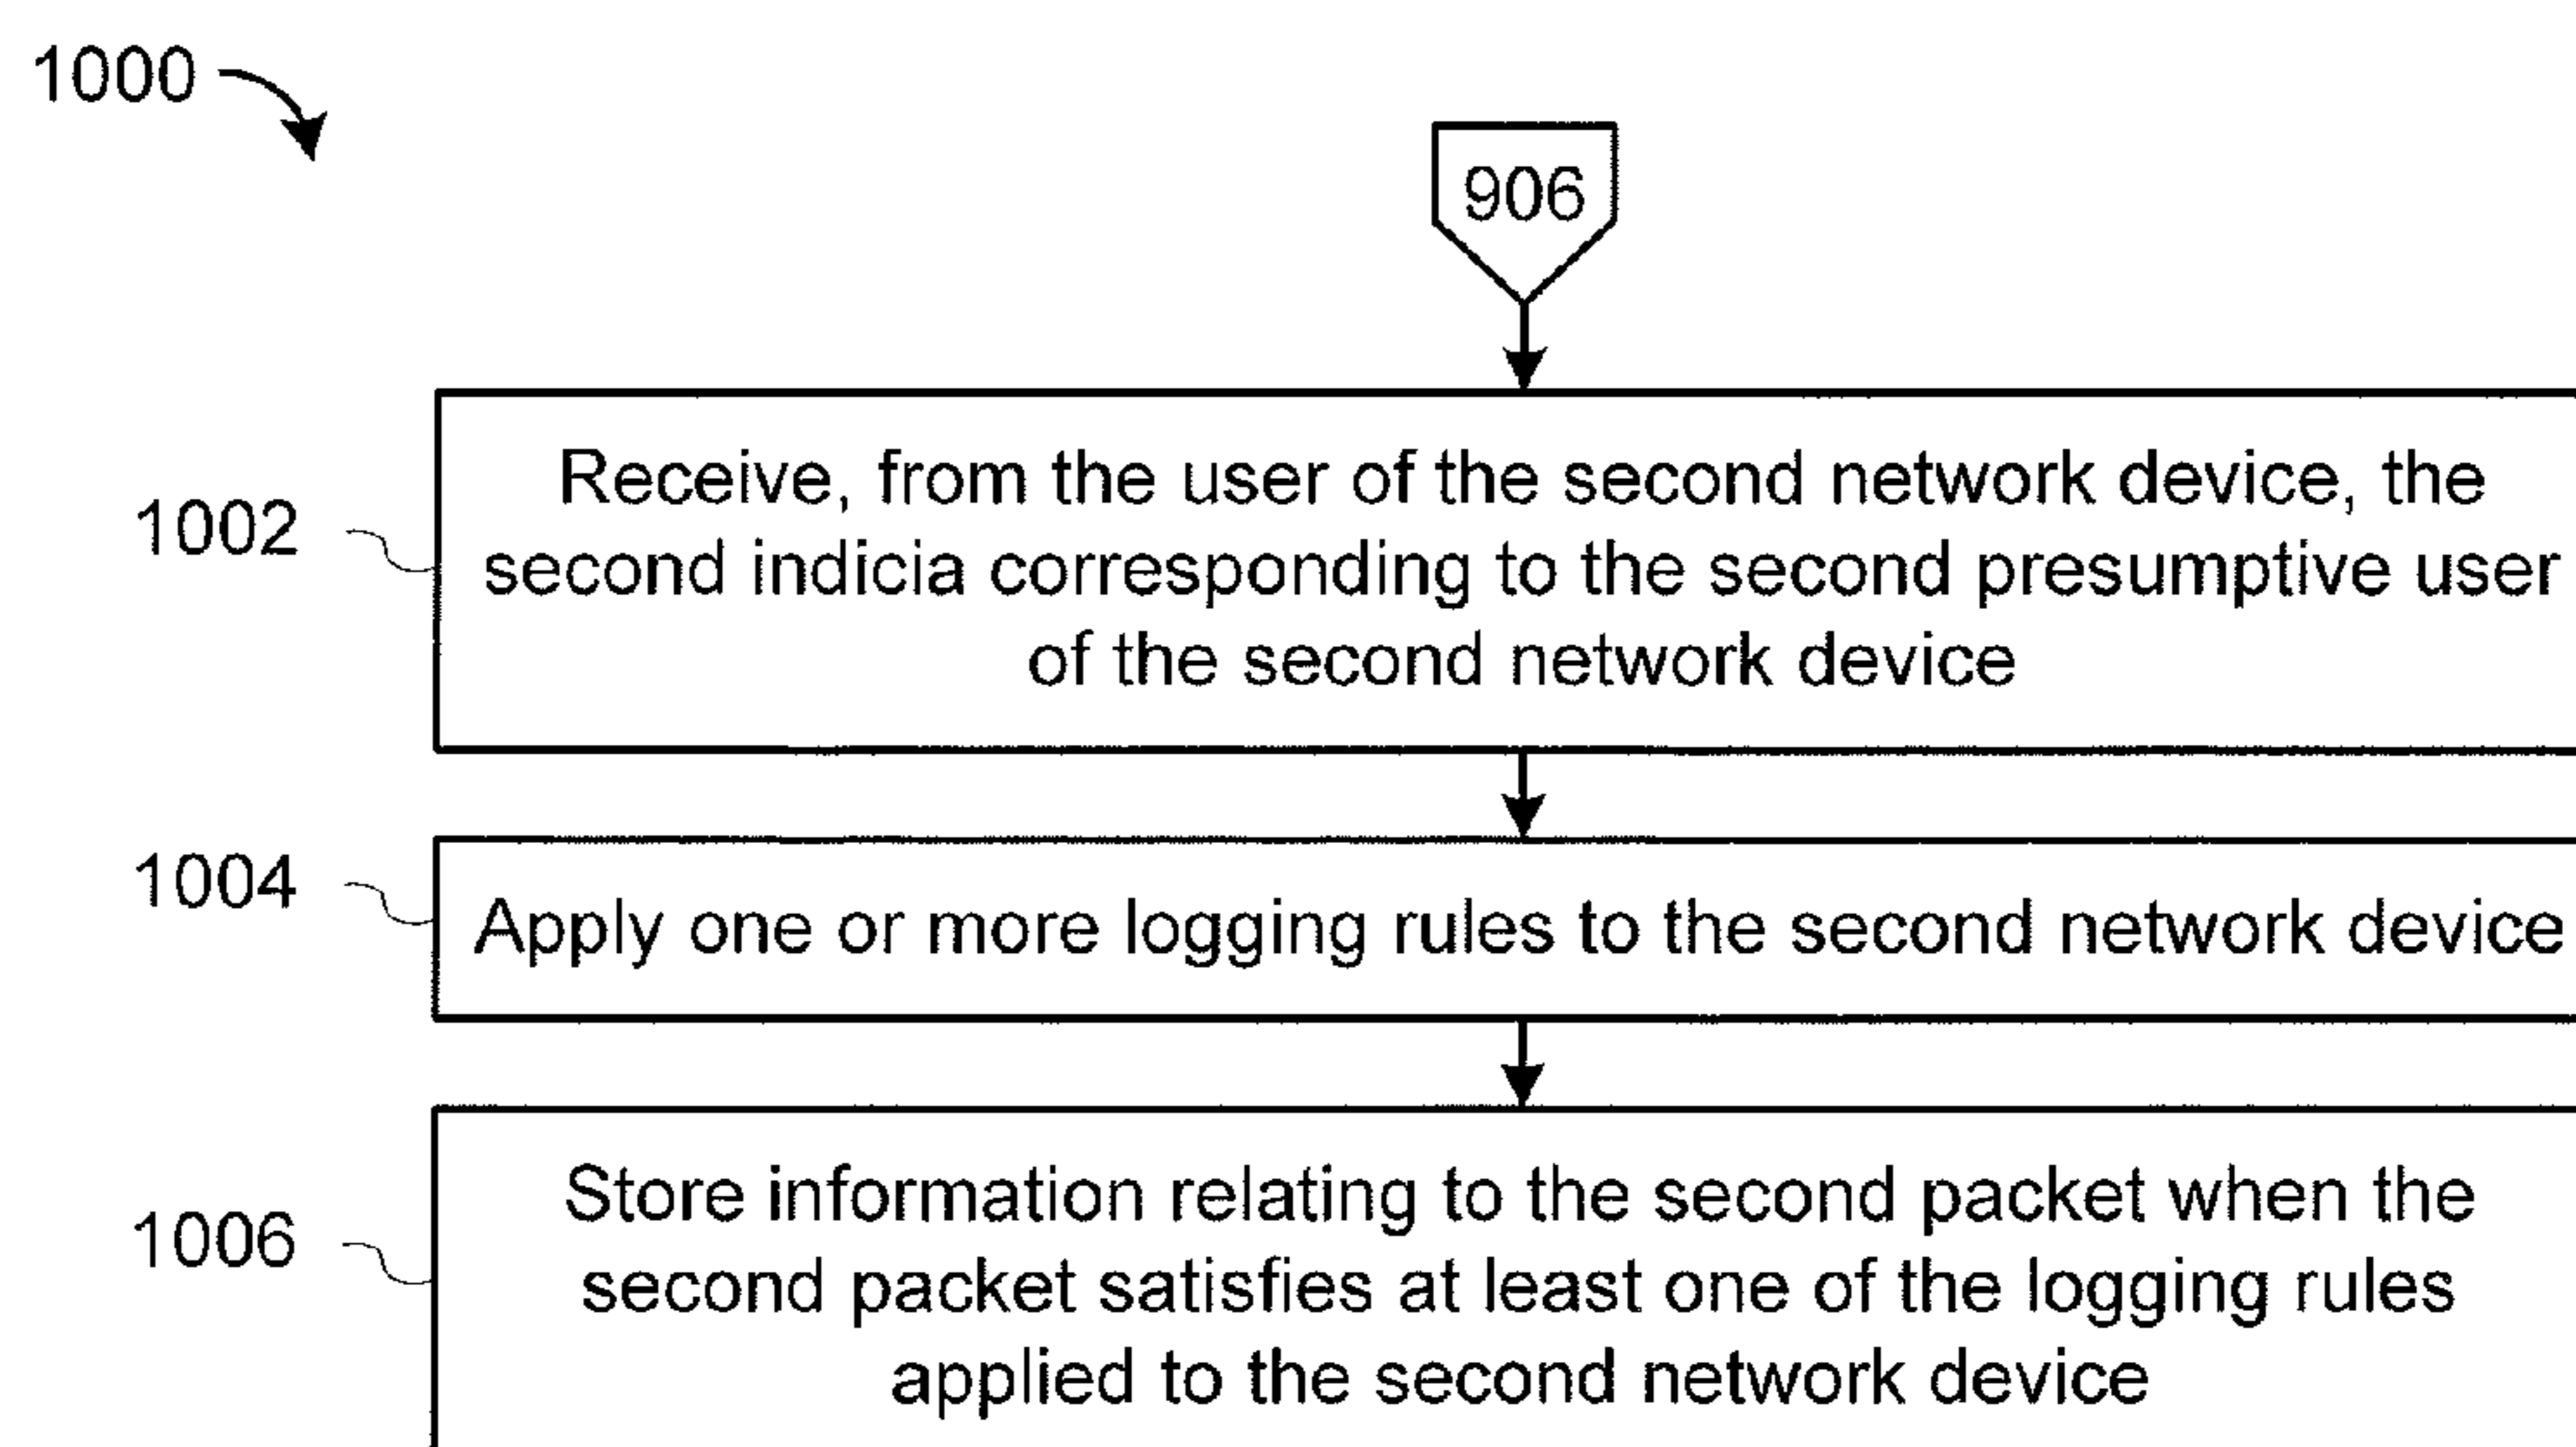 1000
906
1002
Receive, from the user of the second network device, the
second indicia corresponding to the second presumptive user
of the second network device
1004
Apply one or more logging rules to the second network device
1006
Store information relating to the second packet when the
second packet satisfies at least one of the logging rules
applied to the second network device